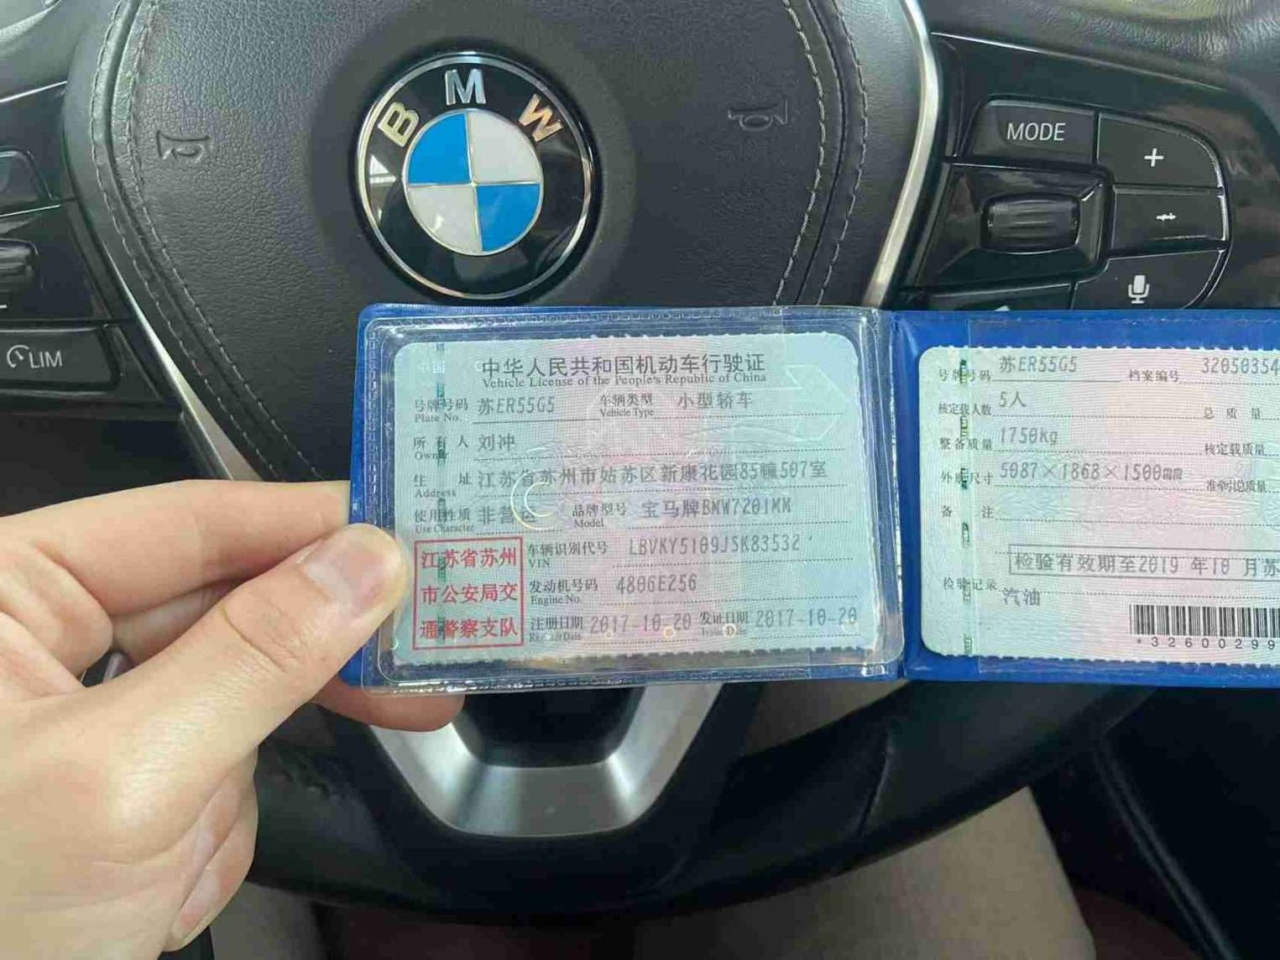 BMW
MODE
LIM
中华人民共和国机动车行驶证
Vehicle License of the People's Republic of China
号牌号码 苏ER55G5 车辆类型 小型轿车
Plate No. Vehicle Type
所有人 刘冲
Owner
住址 江苏省苏州市姑苏区新康花园85幢507室
Address
使用性质 非营运 品牌型号 宝马牌BMW7201MM
Use Character Model
江苏省苏州
市公安局交
通警察支队
车辆识别代号 LBVKY5109JSK83532
VIN
发动机号码 4806E256
Engine No.
注册日期 2017-10-20 发证日期 2017-10-20
Register Date Issue Date
号牌号码 苏ER55G5 档案编号 32050354
核定载人数 5人 总质量
整备质量 1750kg 核定载质量
外廓尺寸 5087×1868×1500mm 准牵引总质量
备注
检验有效期至2019 年10 月苏
检验记录
汽油
*32600299